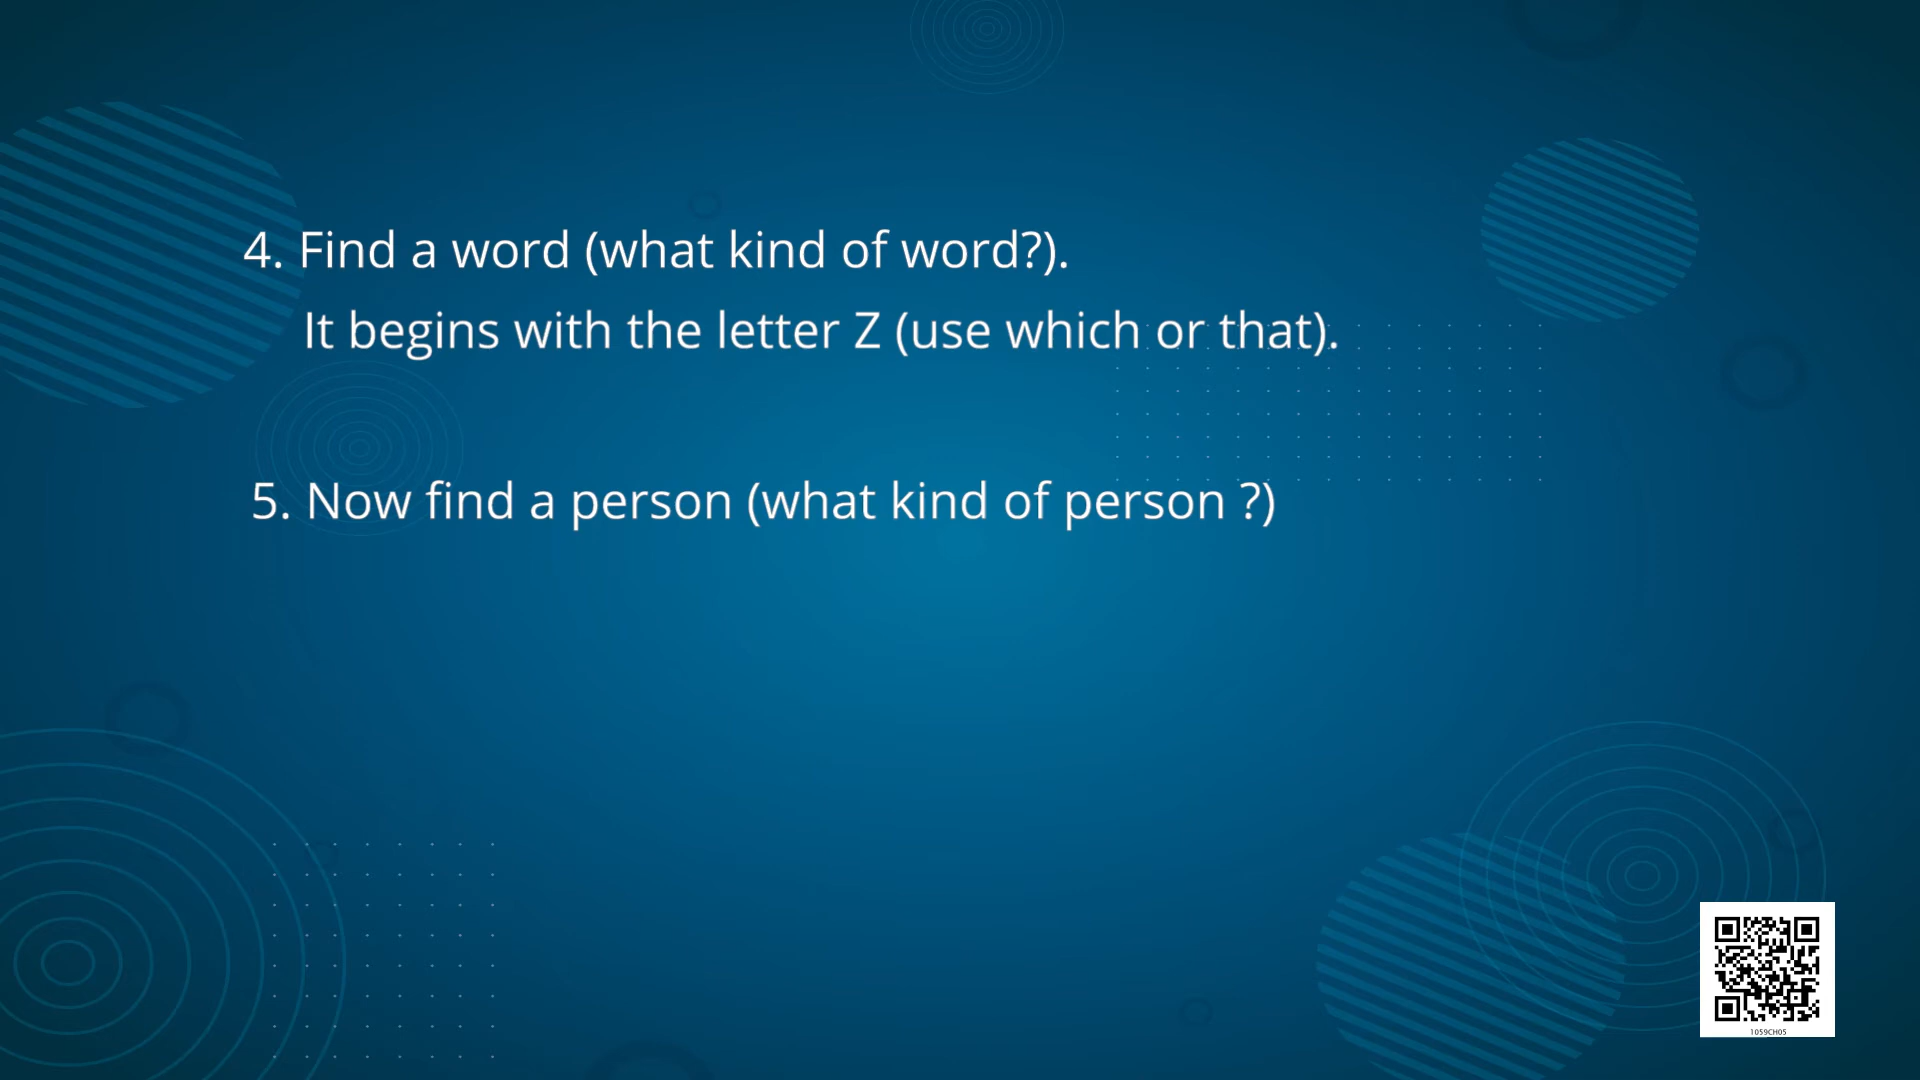 4. Find a word (what kind of word?).
It begins with the letter Z (use which or that).
5. Now find a person (what kind of person ?)
1059CH05